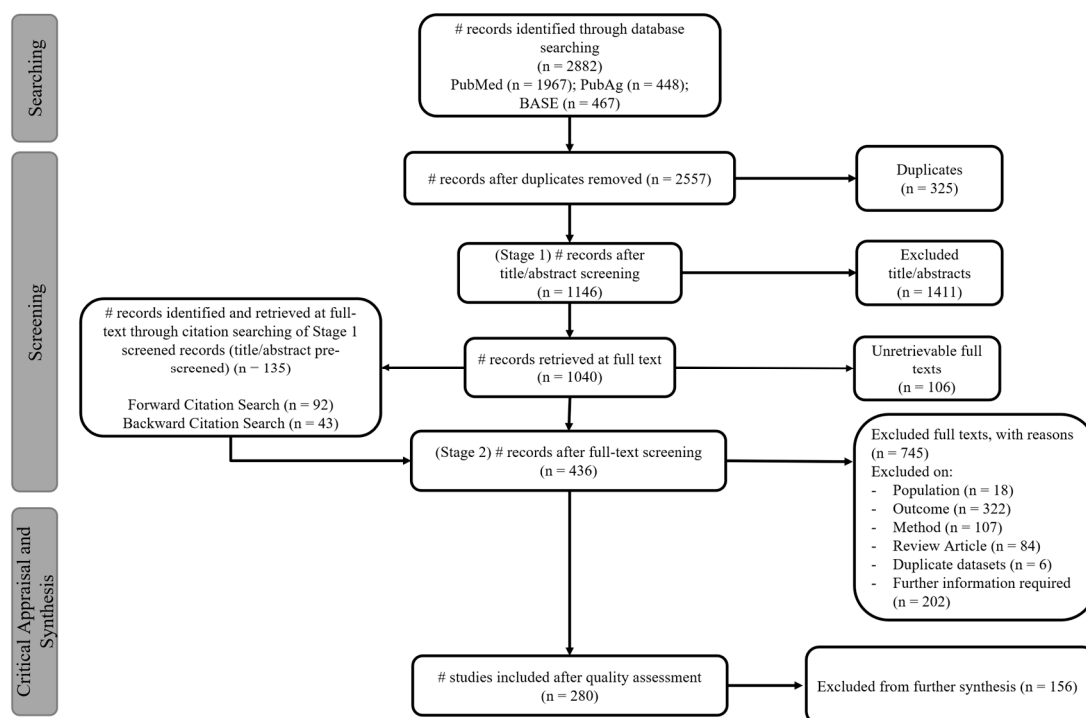 Searching
# records identified through database
searching
(n = 2882)
PubMed (n = 1967); PubAg (n = 448);
BASE (n = 467)
Screening
# records after duplicates removed (n = 2557)
Duplicates
(n = 325)
(Stage 1) # records after
title/abstract screening
(n = 1146)
Excluded
title/abstracts
(n = 1411)
# records identified and retrieved at full-
text through citation searching of Stage 1
screened records (title/abstract pre-
screened) (n = 135)
Forward Citation Search (n = 92)
Backward Citation Search (n = 43)
# records retrieved at full text
(n = 1040)
Unretrievable full
texts
(n = 106)
(Stage 2) # records after full-text screening
(n = 436)
Excluded full texts, with reasons
(n = 745)
Excluded on:
- Population (n = 18)
- Outcome (n = 322)
- Method (n = 107)
- Review Article (n = 84)
- Duplicate datasets (n = 6)
- Further information required
(n = 202)
Critical Appraisal and
Synthesis
# studies included after quality assessment
(n = 280)
Excluded from further synthesis (n = 156)